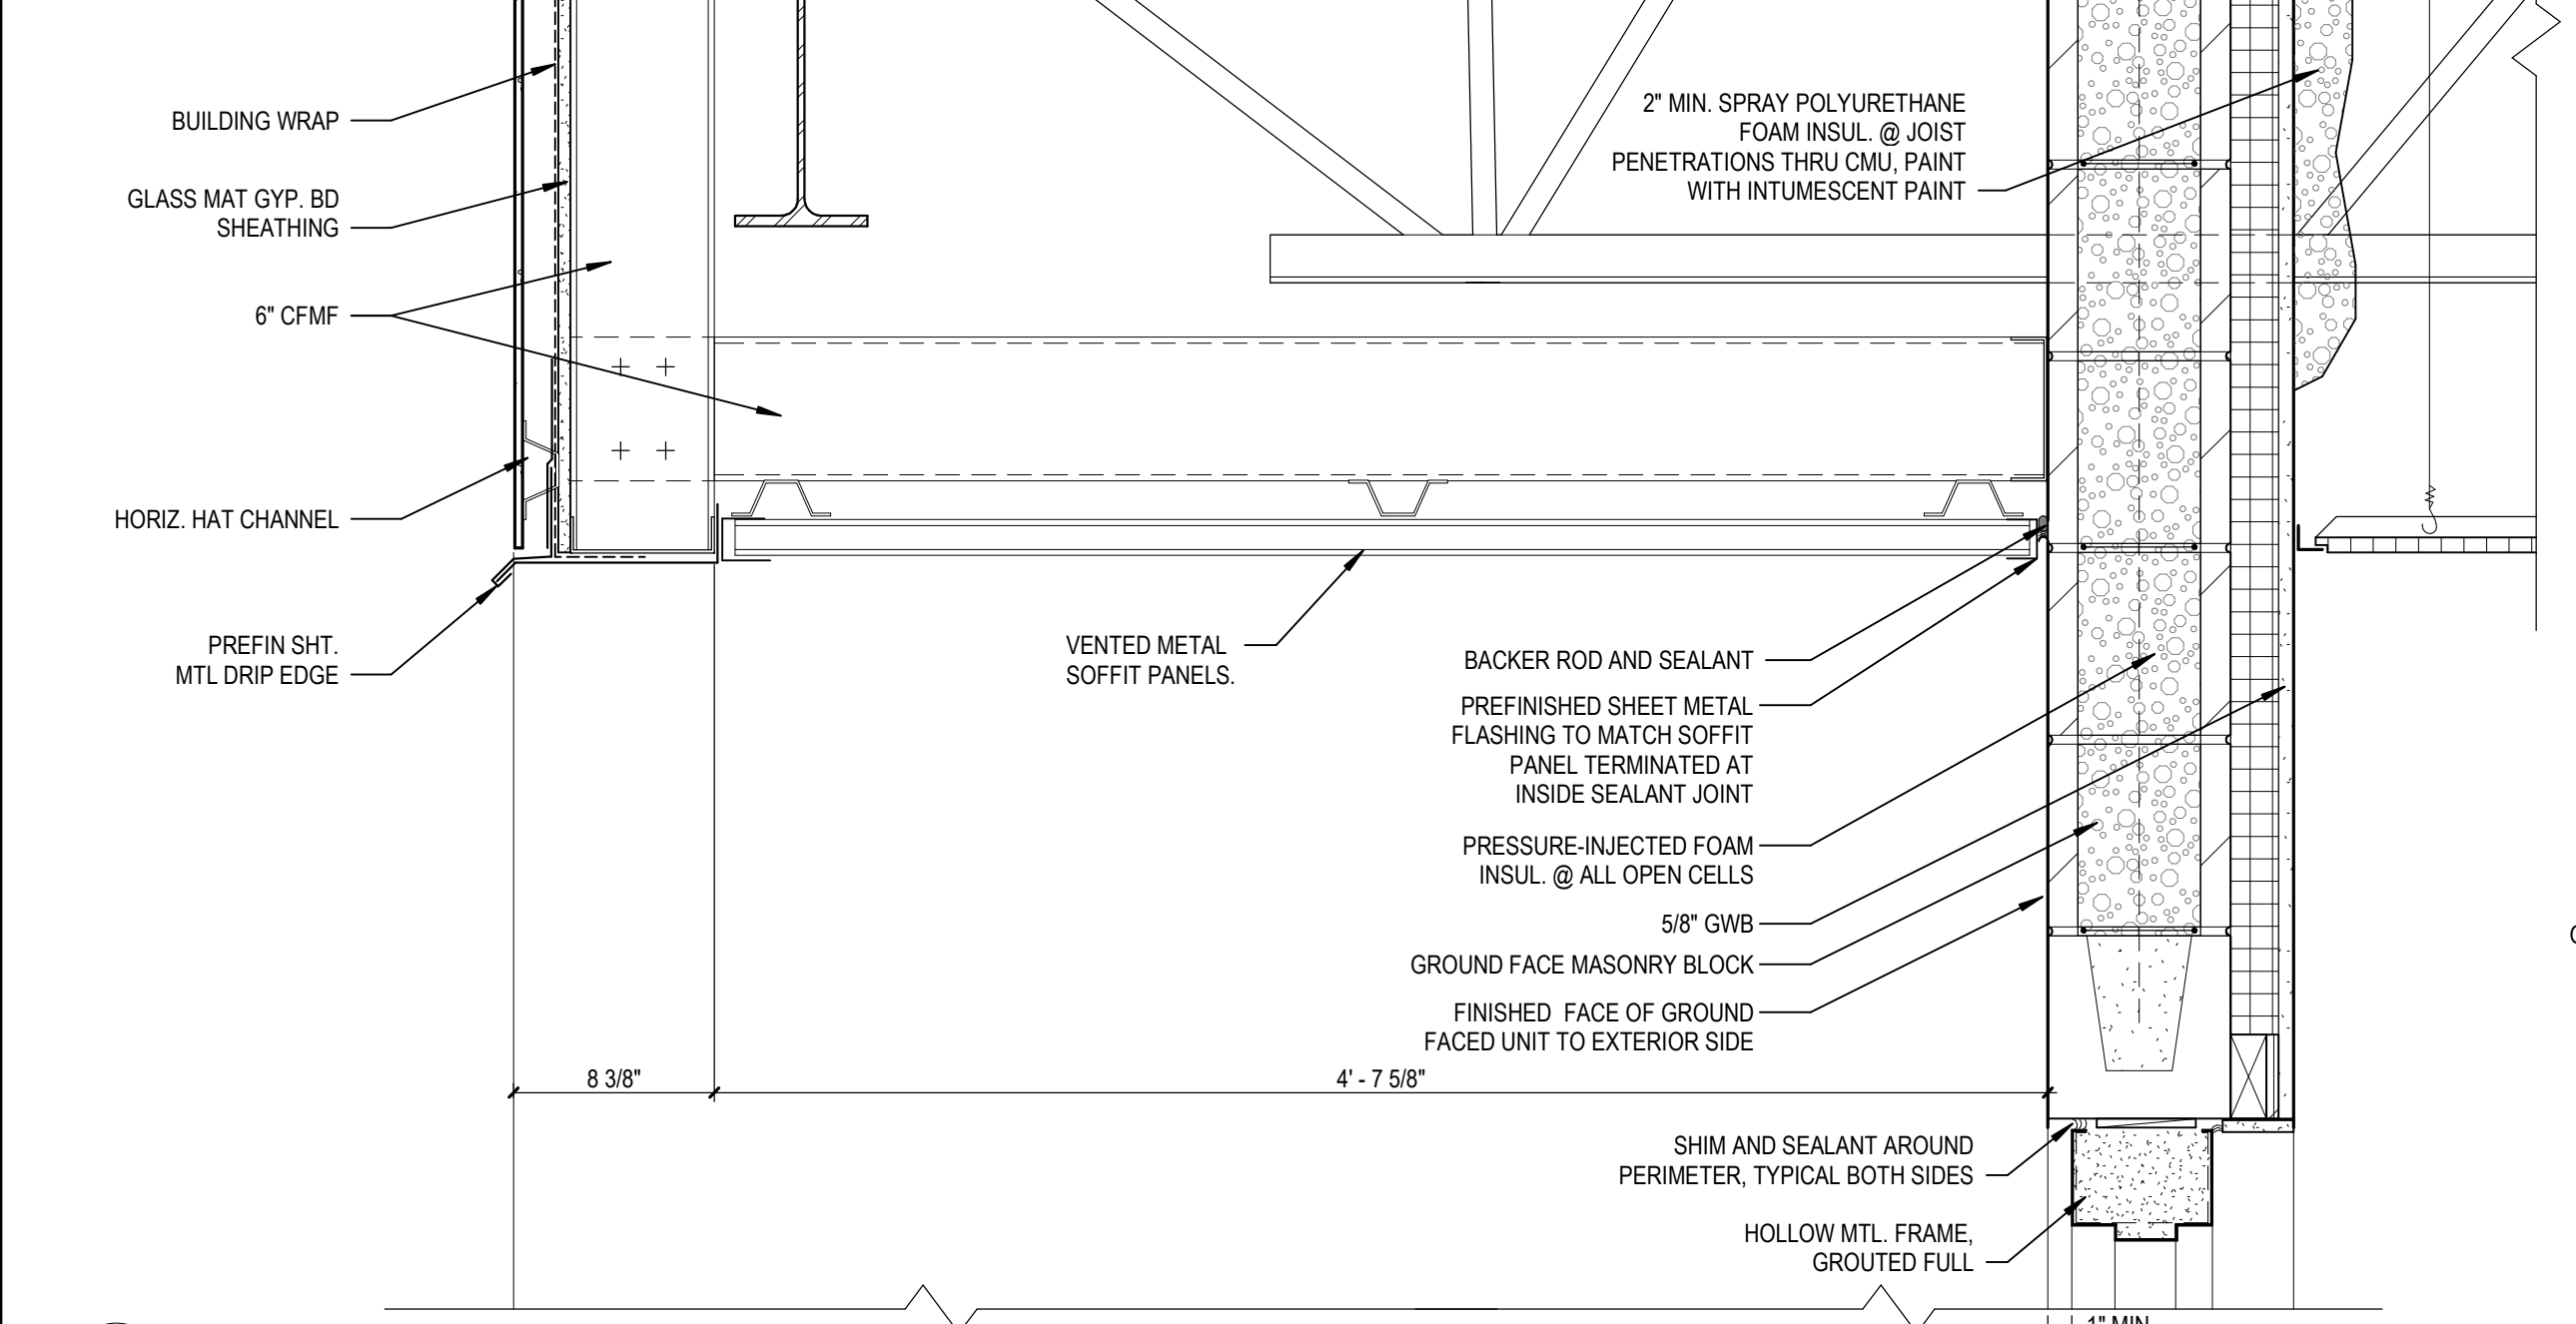 BUILDING WRAP
GLASS MAT GYP. BD
SHEATHING
6" CFMF
HORIZ. HAT CHANNEL
PREFIN SHT.
MTL DRIP EDGE
2" MIN. SPRAY POLYURETHANE
FOAM INSUL. @ JOIST
PENETRATIONS THRU CMU, PAINT
WITH INTUMESCENT PAINT
VENTED METAL
SOFFIT PANELS.
BACKER ROD AND SEALANT
PREFINISHED SHEET METAL
FLASHING TO MATCH SOFFIT
PANEL TERMINATED AT
INSIDE SEALANT JOINT
PRESSURE-INJECTED FOAM
INSUL. @ ALL OPEN CELLS
5/8" GWB
GROUND FACE MASONRY BLOCK
FINISHED FACE OF GROUND
FACED UNIT TO EXTERIOR SIDE
8 3/8"
4' - 7 5/8"
SHIM AND SEALANT AROUND
PERIMETER, TYPICAL BOTH SIDES
HOLLOW MTL. FRAME,
GROUTED FULL
1" MIN